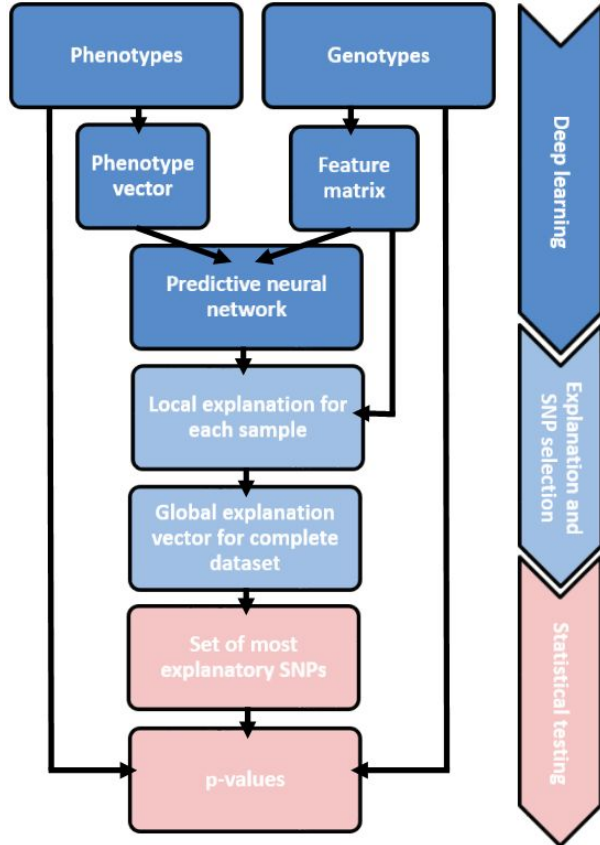 Phenotypes
Genotypes
Phenotype
vector
Feature
matrix
Predictive neural
network
Local explanation for
each sample
Global explanation
vector for complete
dataset
Set of most
explanatory SNPs
p-values
Deep learning
Explanation and
SNP selection
Statistical testing